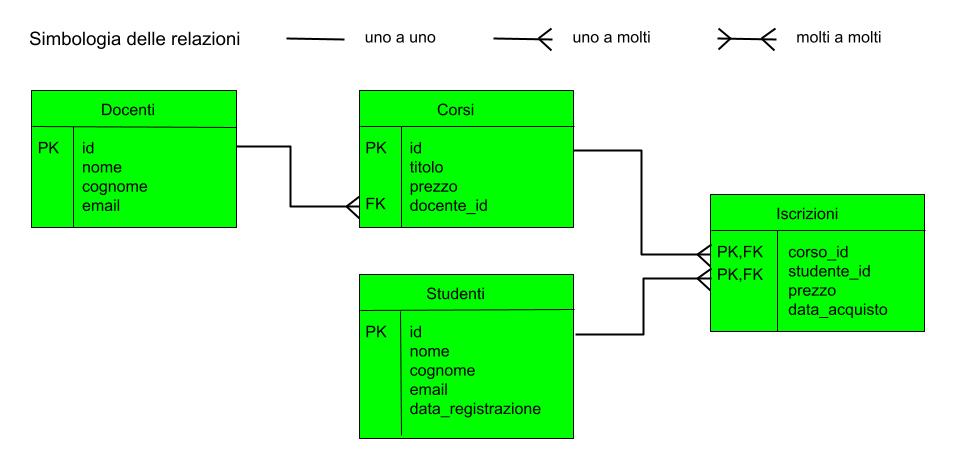 Simbologia delle relazioni
uno a uno
uno a molti
molti a molti
Docenti
PK id
nome
cognome
email
Corsi
PK id
titolo
prezzo
FK docente_id
Studenti
PK id
nome
cognome
email
data_registrazione
Iscrizioni
PK,FK corso_id
PK,FK studente_id
prezzo
data_acquisto